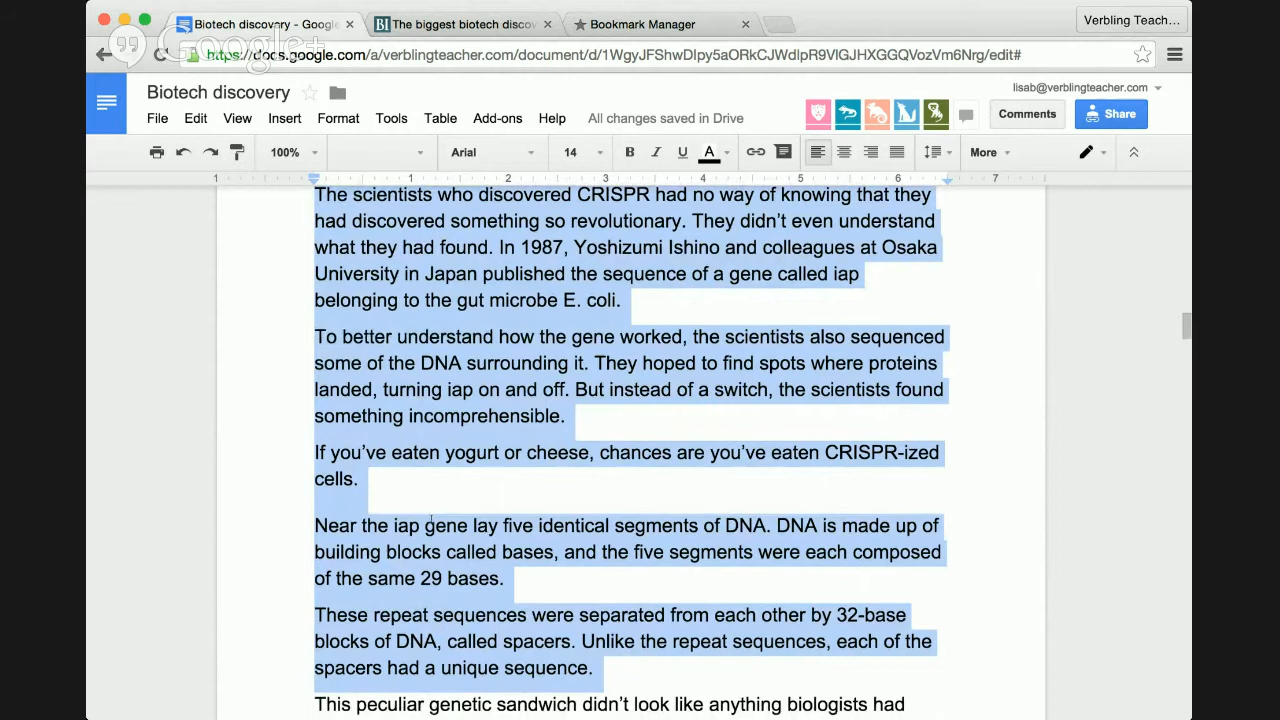 Biotech discovery - Google
The biggest biotech discov
Bookmark Manager
Verbling Teach...
Google+
https://docs.google.com/a/verblingteacher.com/document/d/1WgyJFShwDlpy5aORkCJWdlpR9VlGJHXGGQVozVm6Nrg/edit#
Biotech discovery
lisab@verblingteacher.com
File Edit View Insert Format Tools Table Add-ons Help All changes saved in Drive
Comments
Share
100% Arial 14 B I U A More
1 1 2 3 4 5 6 7
The scientists who discovered CRISPR had no way of knowing that they
had discovered something so revolutionary. They didn’t even understand
what they had found. In 1987, Yoshizumi Ishino and colleagues at Osaka
University in Japan published the sequence of a gene called iap
belonging to the gut microbe E. coli.
To better understand how the gene worked, the scientists also sequenced
some of the DNA surrounding it. They hoped to find spots where proteins
landed, turning iap on and off. But instead of a switch, the scientists found
something incomprehensible.
If you’ve eaten yogurt or cheese, chances are you’ve eaten CRISPR-ized
cells.
Near the iap gene lay five identical segments of DNA. DNA is made up of
building blocks called bases, and the five segments were each composed
of the same 29 bases.
These repeat sequences were separated from each other by 32-base
blocks of DNA, called spacers. Unlike the repeat sequences, each of the
spacers had a unique sequence.
This peculiar genetic sandwich didn’t look like anything biologists had